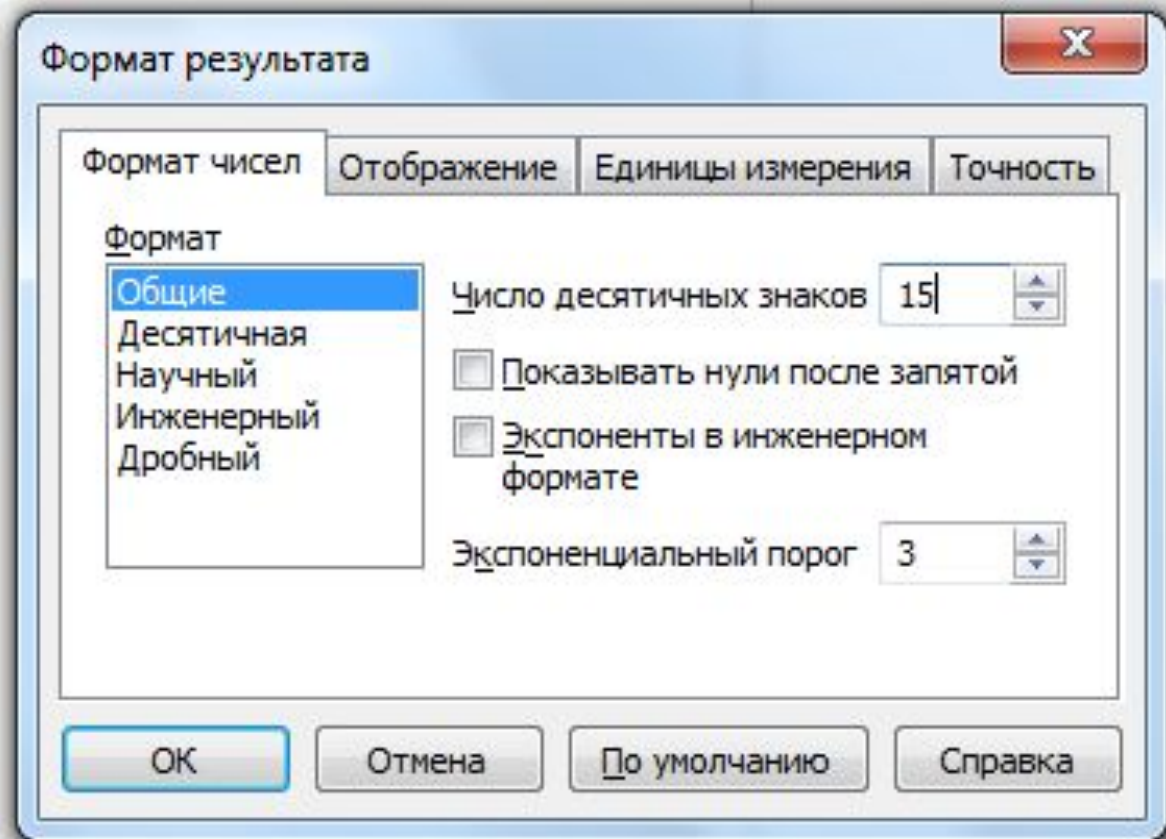 Формат результата
Формат чисел
Отображение
Единицы измерения
Точность
Формат
Общие
Десятичная
Научный
Инженерный
Дробный
Число десятичных знаков 15
Показывать нули после запятой
Экспоненты в инженерном
формате
Экспоненциальный порог 3
ОК
Отмена
По умолчанию
Справка